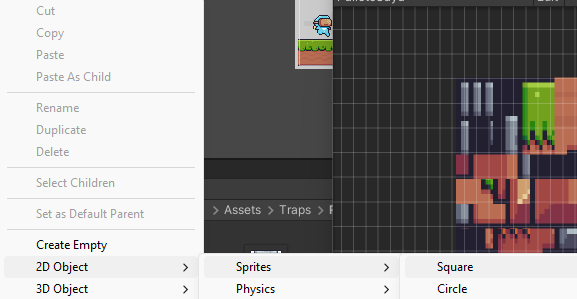 Cut
Copy
Paste
Paste As Child
Rename
Duplicate
Delete
Select Children
Set as Default Parent
> Assets > Traps >
Create Empty
2D Object > Sprites > Square
3D Object > Physics > Circle